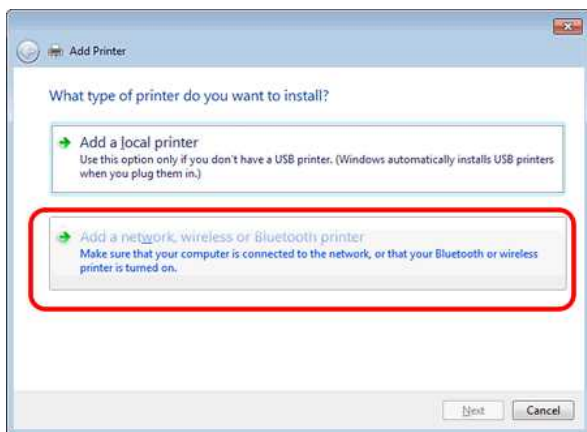 Add Printer
What type of printer do you want to install?
Add a local printer
Use this option only if you don't have a USB printer. (Windows automatically installs USB printers
when you plug them in.)
Add a network, wireless or Bluetooth printer
Make sure that your computer is connected to the network, or that your Bluetooth or wireless
printer is turned on.
Next Cancel